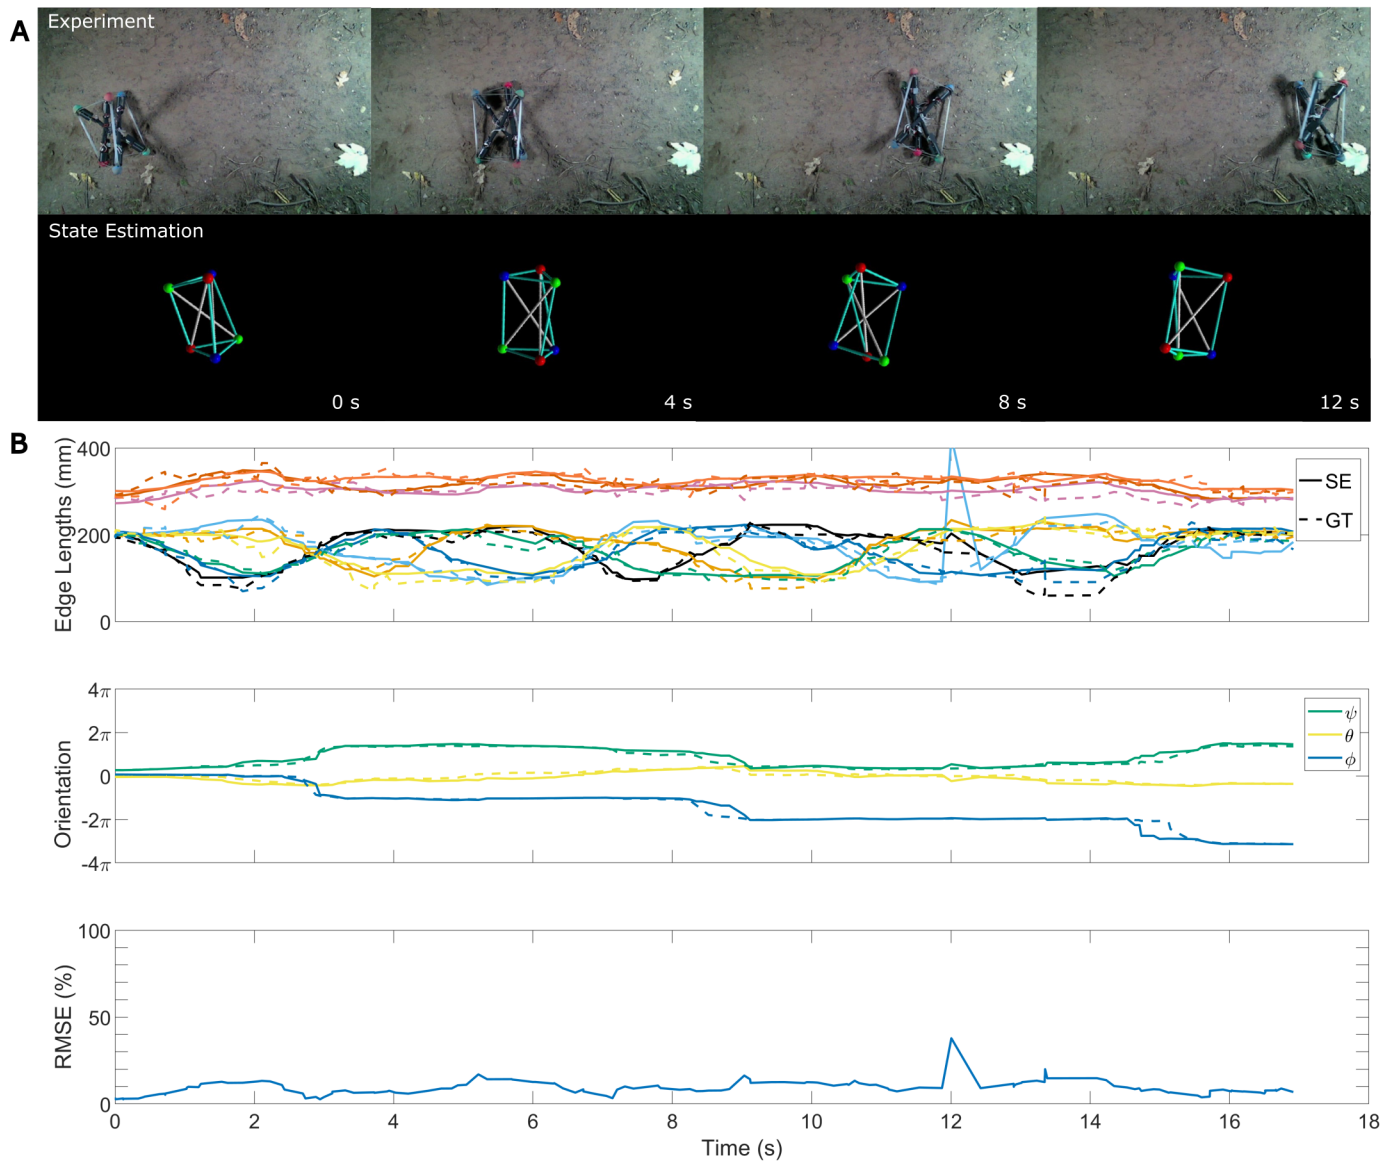 A
Experiment
State Estimation
0 s
4 s
8 s
12 s
B
Edge Lengths (mm)
400
200
0
SE
GT
Orientation
4π
2π
0
-2π
-4π
ψ
θ
ϕ
RMSE (%)
100
50
0
0 2 4 6 8 10 12 14 16 18
Time (s)